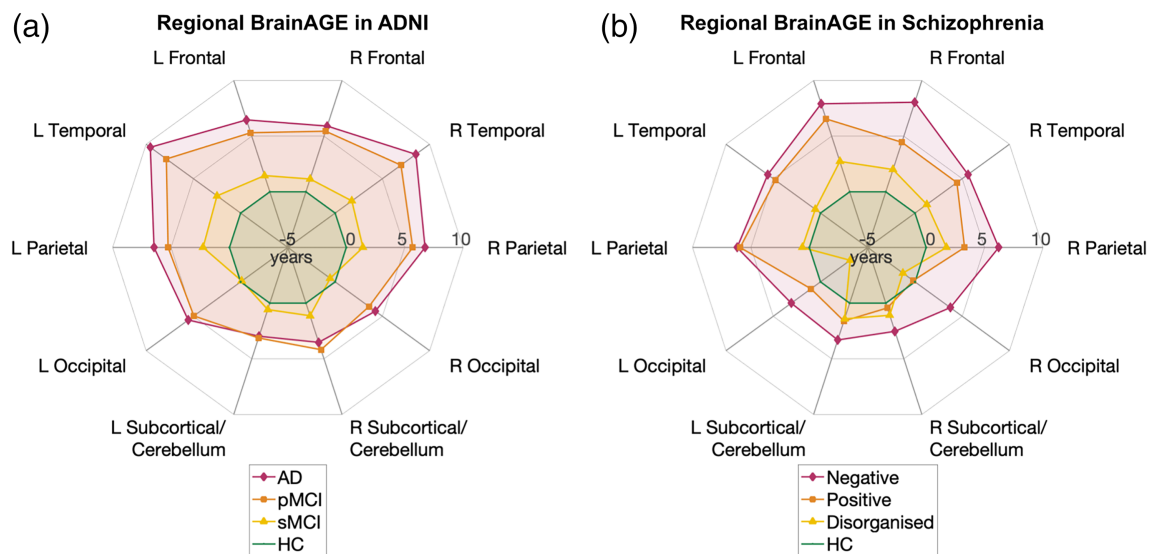 (a)
Regional BrainAGE in ADNI
L Frontal
R Frontal
L Temporal
R Temporal
L Parietal
-5
0
5
10
R Parietal
years
L Occipital
R Occipital
L Subcortical/
Cerebellum
R Subcortical/
Cerebellum
AD
pMCI
sMCI
HC
(b)
Regional BrainAGE in Schizophrenia
L Frontal
R Frontal
L Temporal
R Temporal
L Parietal
-5
0
5
10
R Parietal
years
L Occipital
R Occipital
L Subcortical/
Cerebellum
R Subcortical/
Cerebellum
Negative
Positive
Disorganised
HC